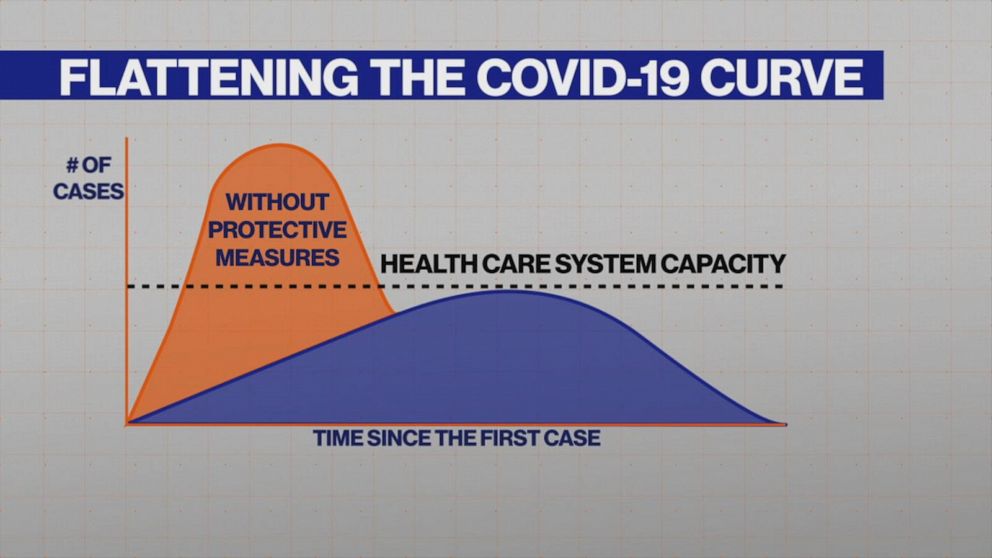 FLATTENING THE COVID-19 CURVE
# OF
CASES
WITHOUT
PROTECTIVE
MEASURES
HEALTH CARE SYSTEM CAPACITY
TIME SINCE THE FIRST CASE